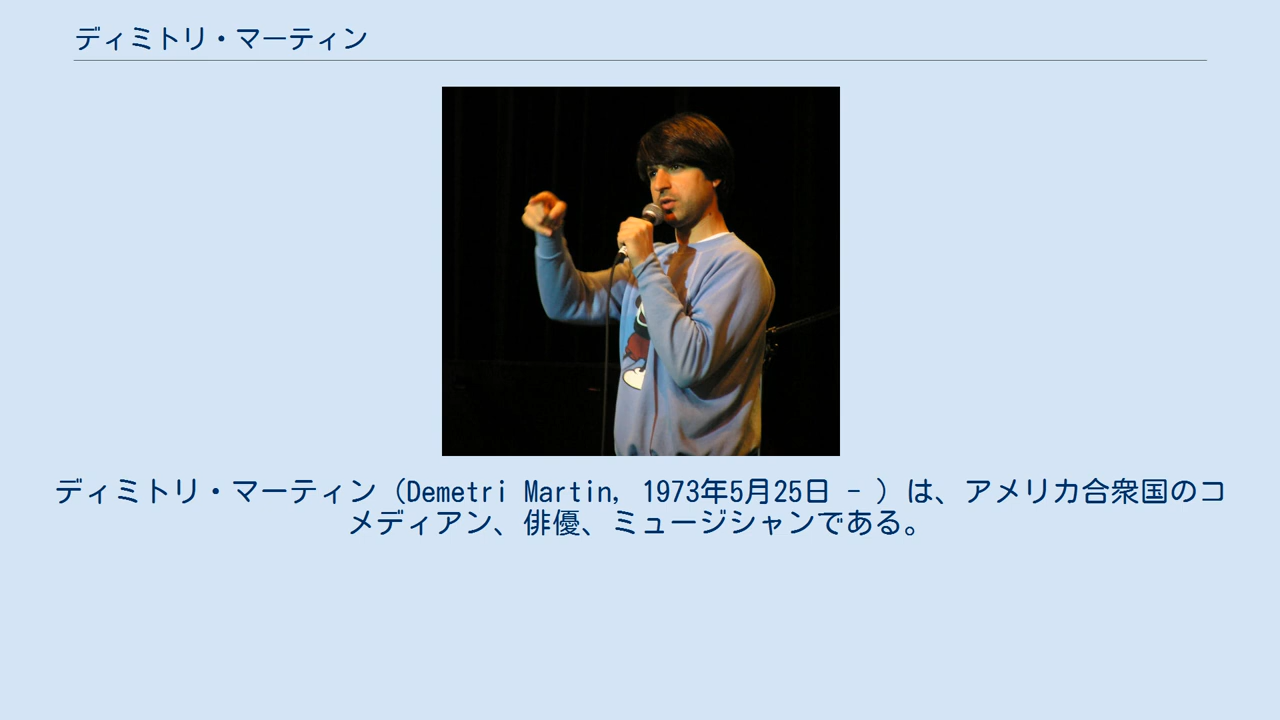 ディミトリ・マーティン
ディミトリ・マーティン（Demetri Martin, 1973年5月25日 - ）は、アメリカ合衆国のコ
メディアン、俳優、ミュージシャンである。